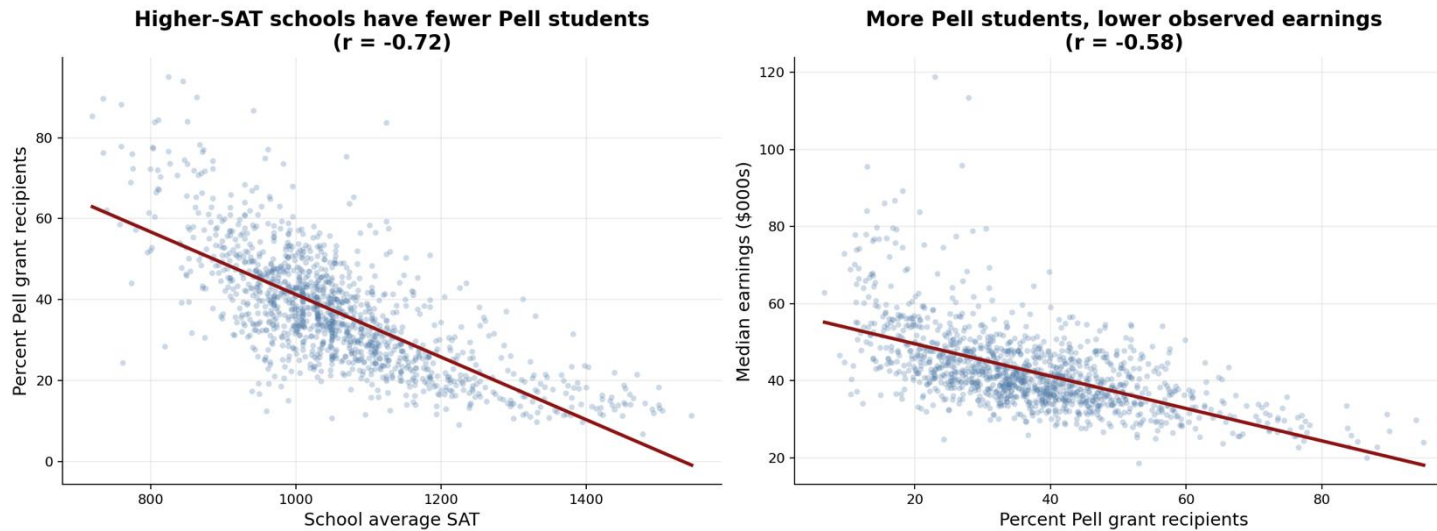 Higher-SAT schools have fewer Pell students
(r = -0.72)
Percent Pell grant recipients
80
60
40
20
0
800
1000
1200
1400
School average SAT
More Pell students, lower observed earnings
(r = -0.58)
Median earnings ($000s)
120
100
80
60
40
20
20
40
60
80
Percent Pell grant recipients